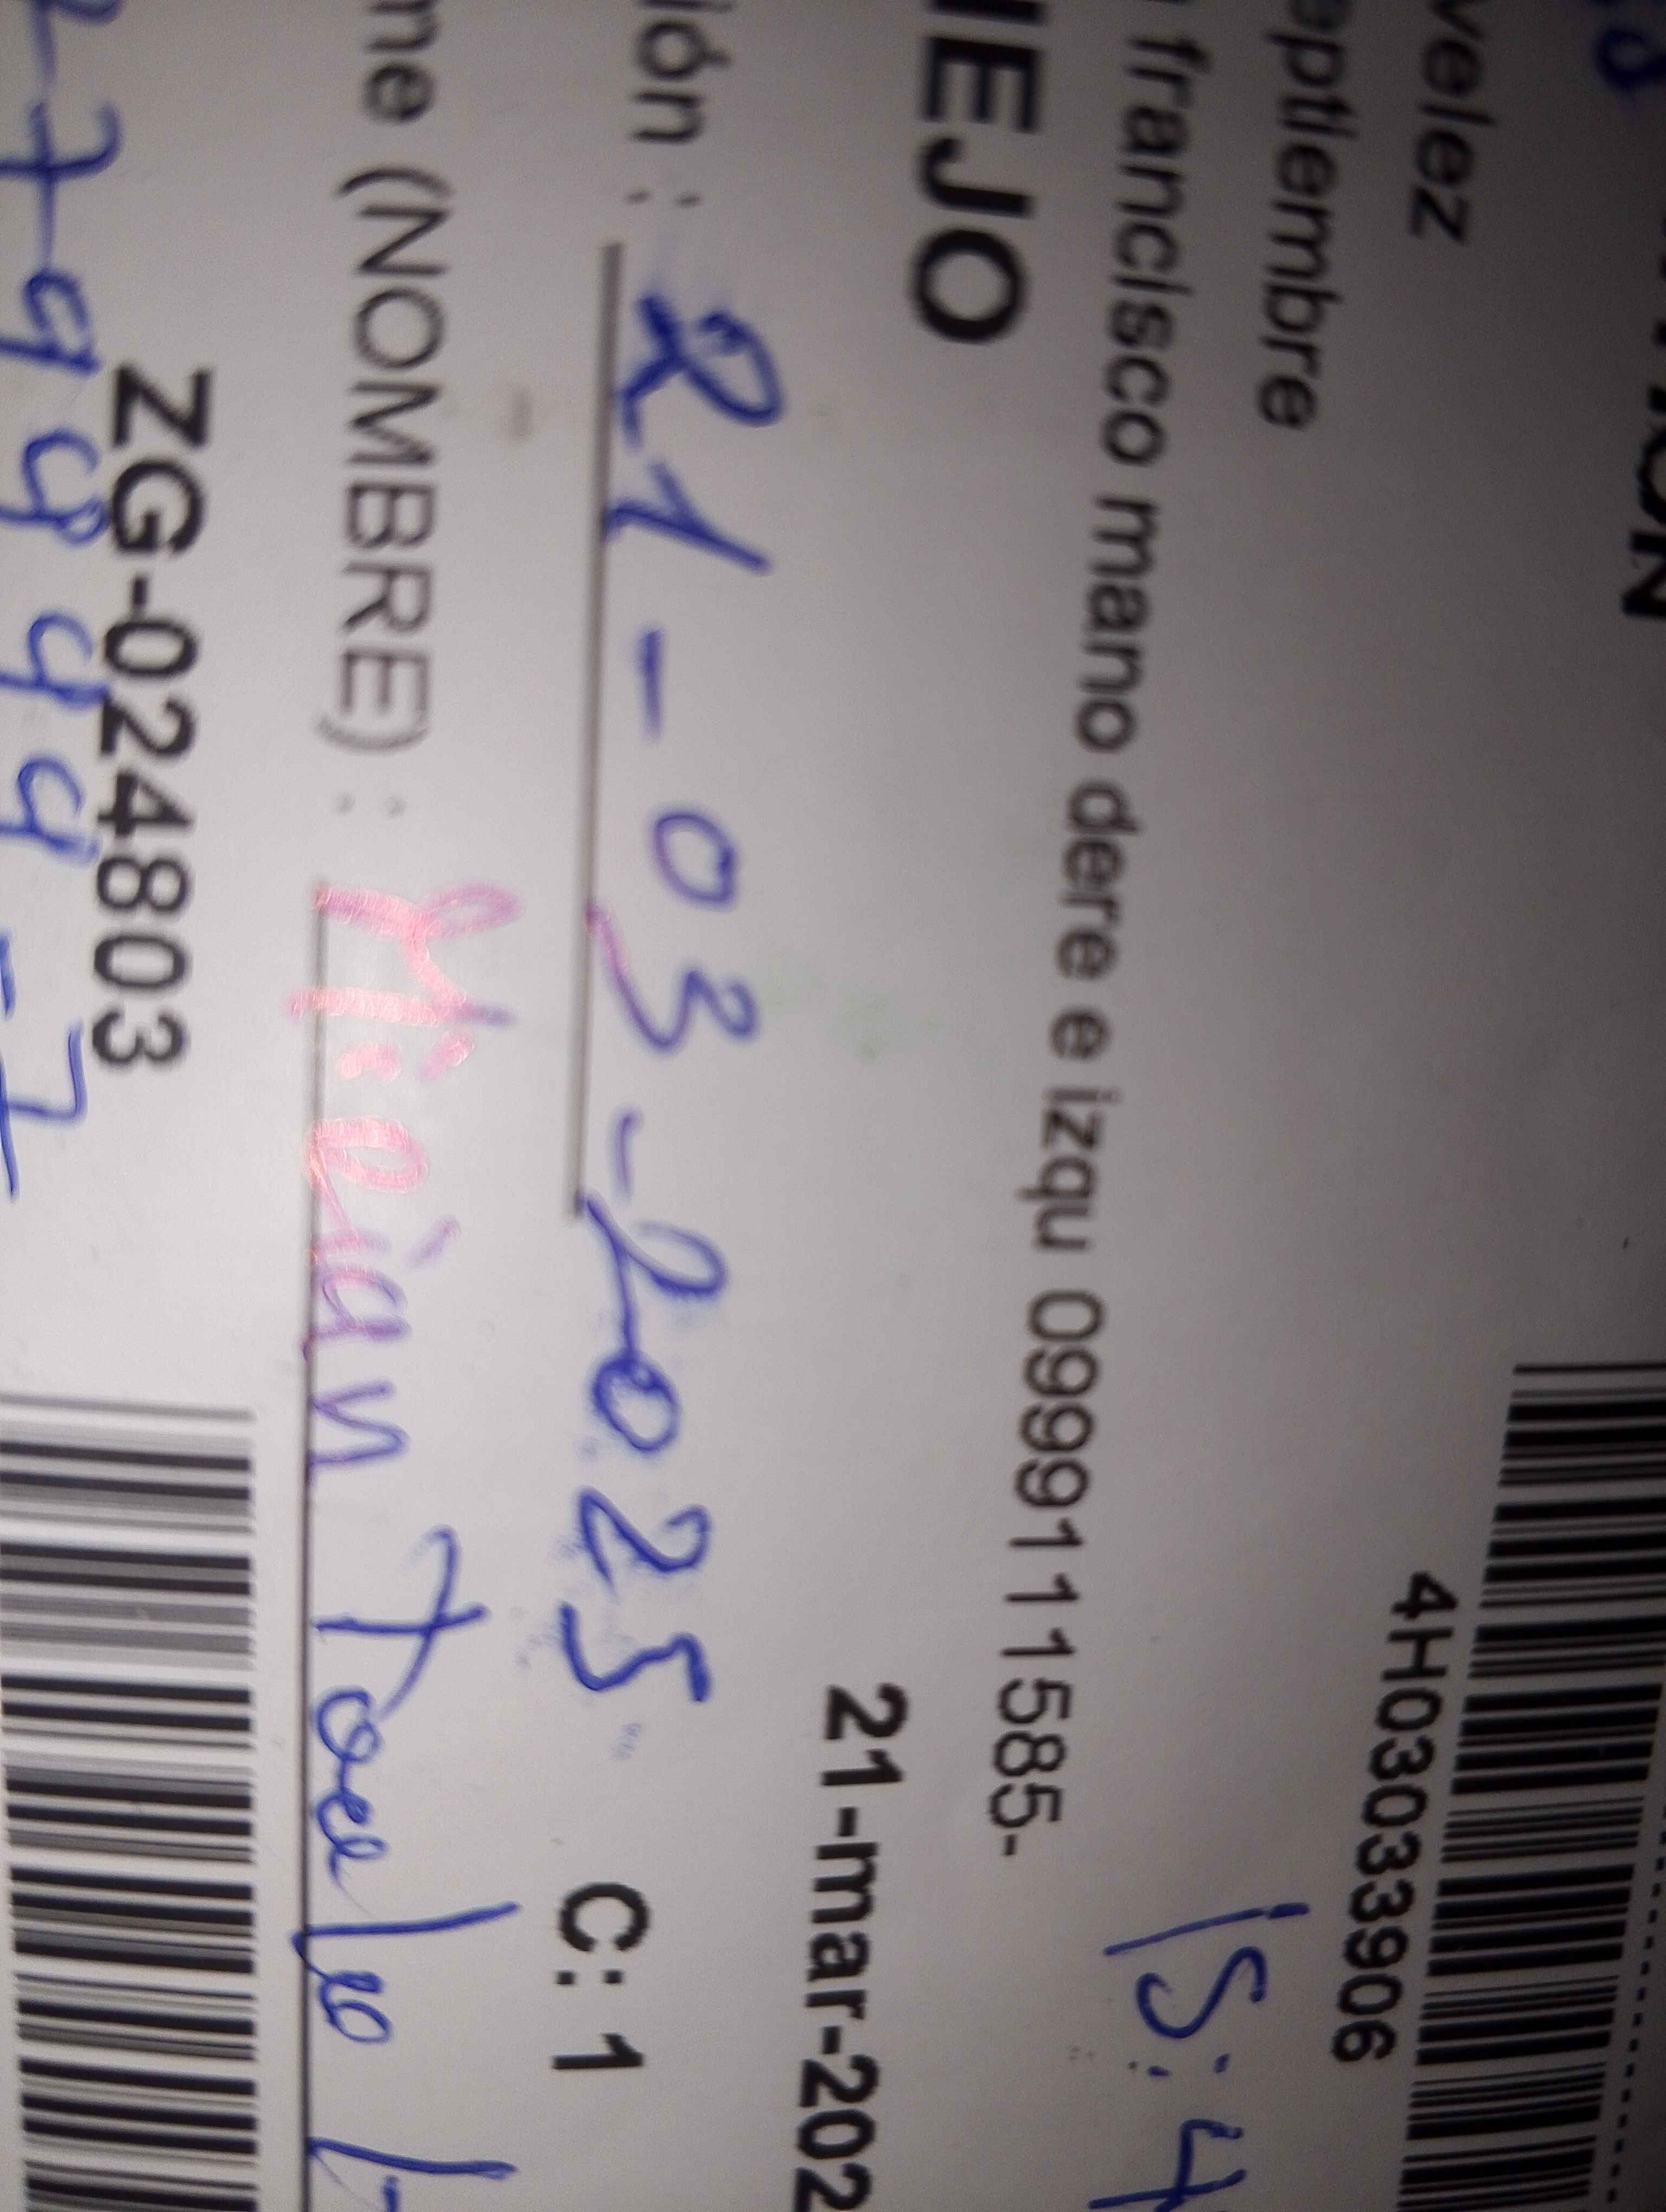 velez
eptiembre
4H03033906
francisco mano dere e izqu 0999111585-
15:4
IEJO
21-mar-202
ión : 21-03-2025
C: 1
me (NOMBRE) : Mirian
ZG-024803